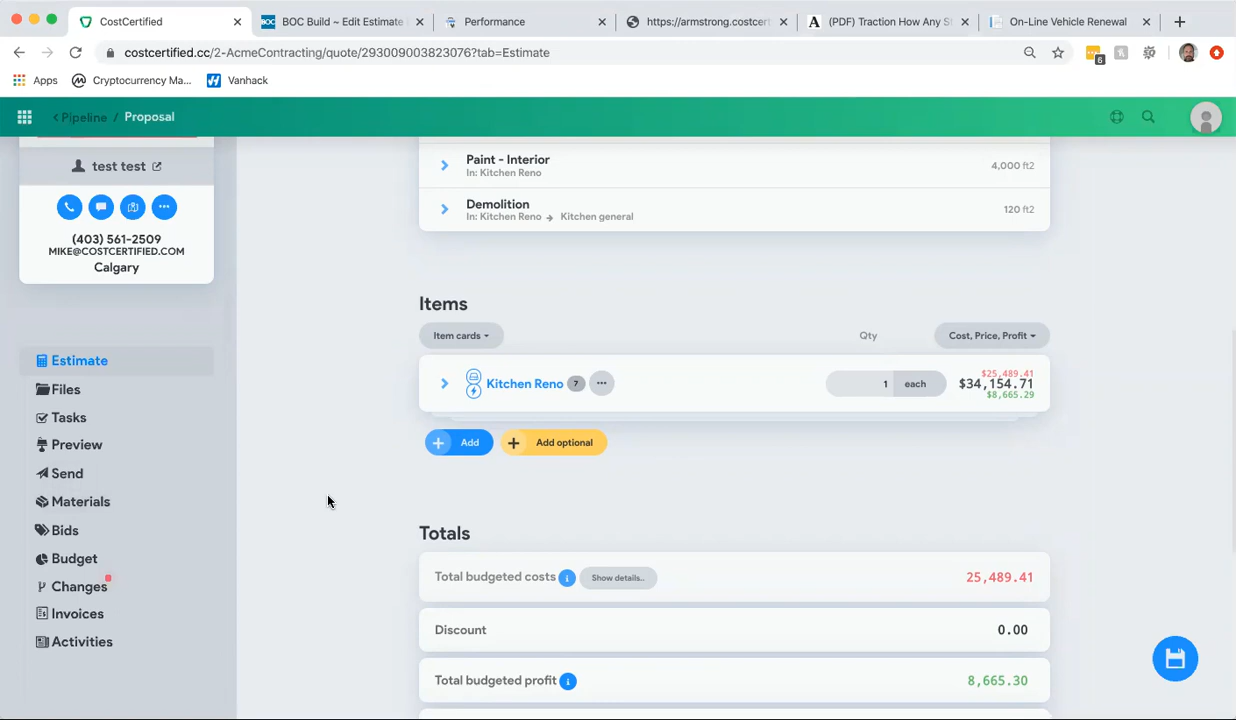 CostCertified
BOC BOC Build ~ Edit Estimate
Performance
https://armstrong.costcert
A (PDF) Traction How Any S
On-Line Vehicle Renewal
costcertified.cc/2-AcmeContracting/quote/293009003823076?tab=Estimate
6
Apps
Cryptocurrency Ma...
Vanhack
Pipeline / Proposal
test test
(403) 561-2509
MIKE@COSTCERTIFIED.COM
Calgary
Estimate
Files
Tasks
Preview
Send
Materials
Bids
Budget
Changes
Invoices
Activities
Paint - Interior
In: Kitchen Reno
4,000 ft2
Demolition
In: Kitchen Reno → Kitchen general
120 ft2
Items
Item cards
Qty
Cost, Price, Profit
Kitchen Reno 7 ...
1 each
$25,489.41
$34,154.71
$8,665.29
+ Add
+ Add optional
Totals
Total budgeted costs i Show details..
25,489.41
Discount
0.00
Total budgeted profit i
8,665.30